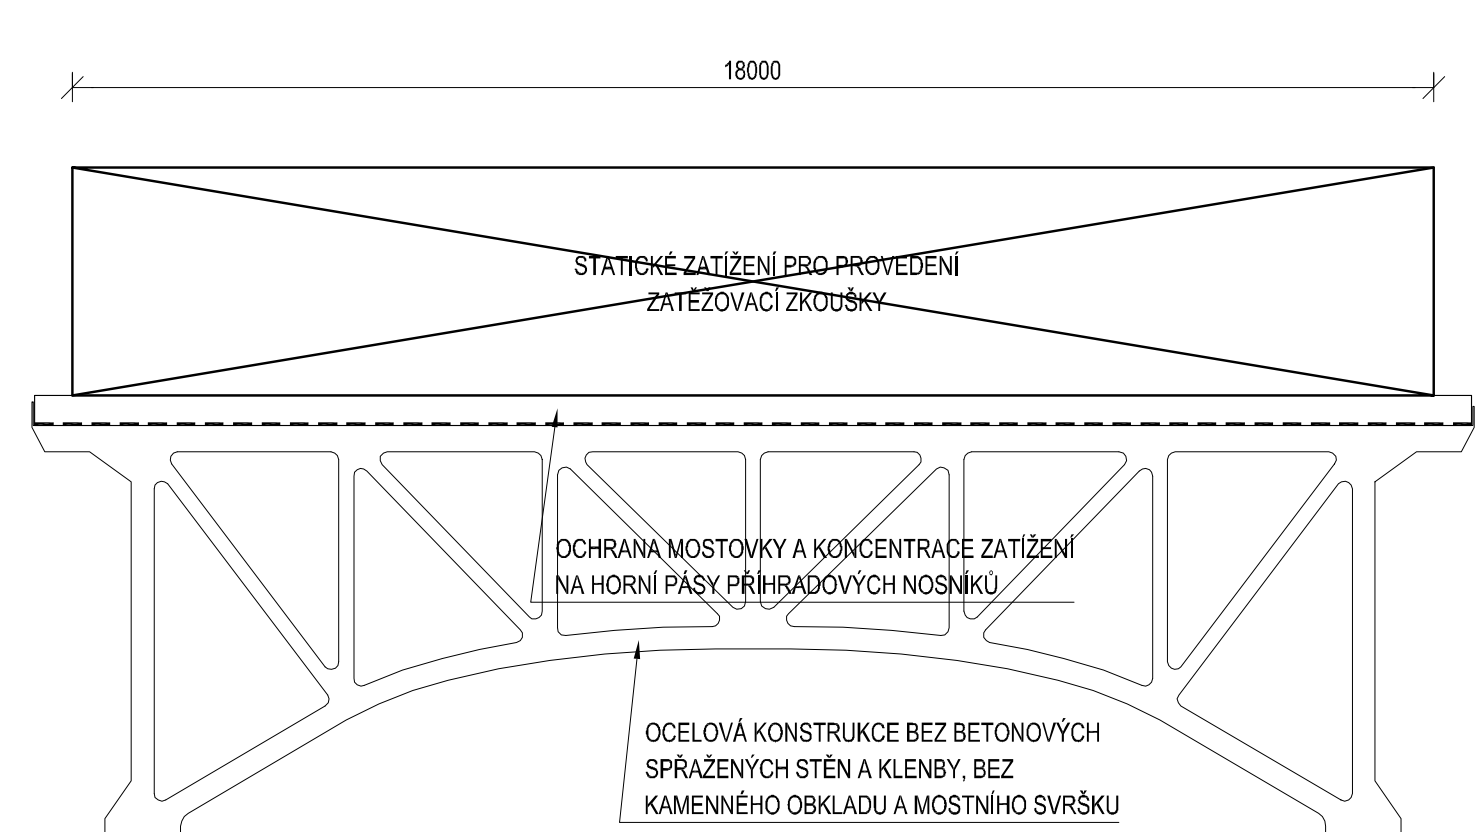 18000
STATICKÉ ZATÍŽENÍ PRO PROVEDENÍ
ZATĚŽOVACÍ ZKOUŠKY
OCHRANA MOSTOVKY A KONCENTRACE ZATÍŽENÍ
NA HORNÍ PÁSY PŘÍHRADOVÝCH NOSNÍKŮ
OCELOVÁ KONSTRUKCE BEZ BETONOVÝCH
SPŘAŽENÝCH STĚN A KLENBY, BEZ
KAMENNÉHO OBKLADU A MOSTNÍHO SVRŠKU